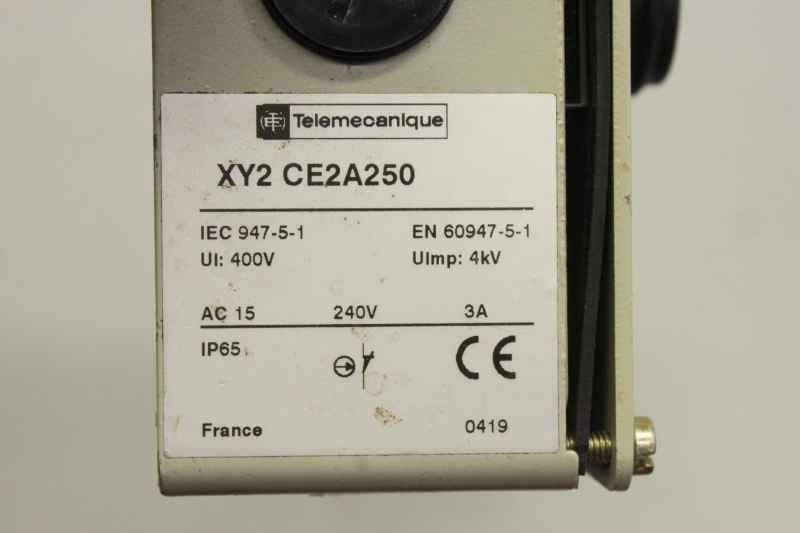 Telemecanique
XY2 CE2A250
IEC 947-5-1 EN 60947-5-1
UI: 400V UImp: 4kV
AC 15 240V 3A
IP65 CE
France 0419